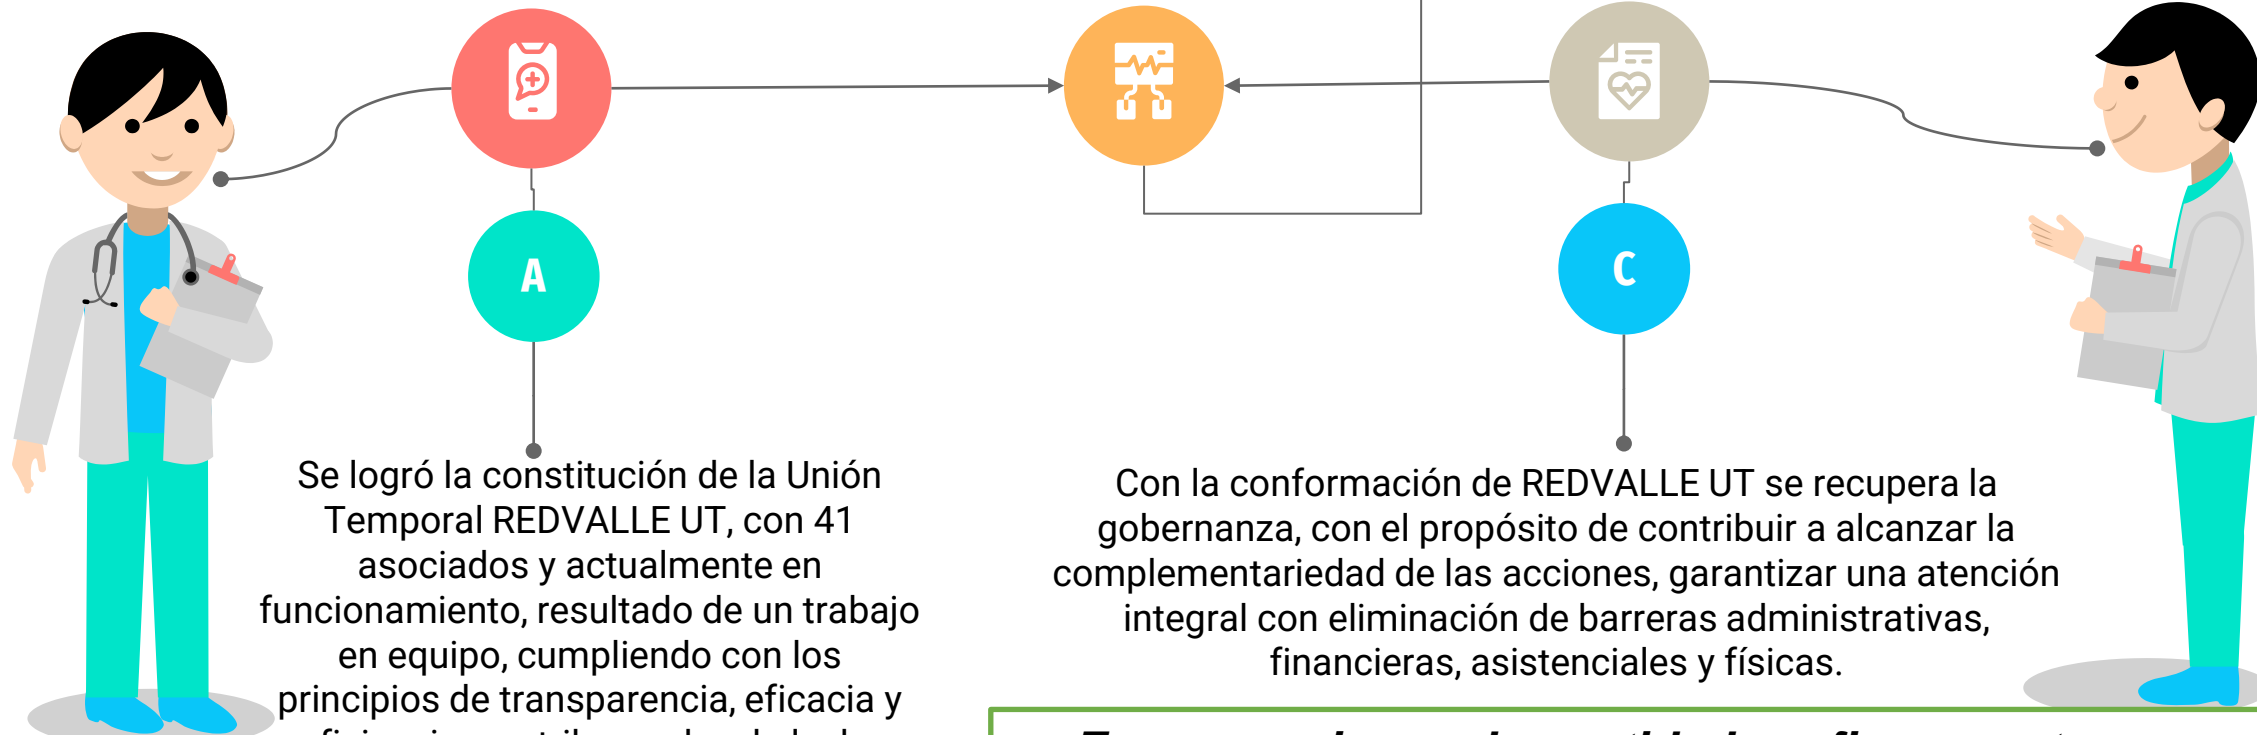 A
Se logró la constitución de la Unión
Temporal REDVALLE UT, con 41
asociados y actualmente en
funcionamiento, resultado de un trabajo
en equipo, cumpliendo con los
principios de transparencia, eficacia y
C
Con la conformación de REDVALLE UT se recupera la
gobernanza, con el propósito de contribuir a alcanzar la
complementariedad de las acciones, garantizar una atención
integral con eliminación de barreras administrativas,
financieras, asistenciales y físicas.